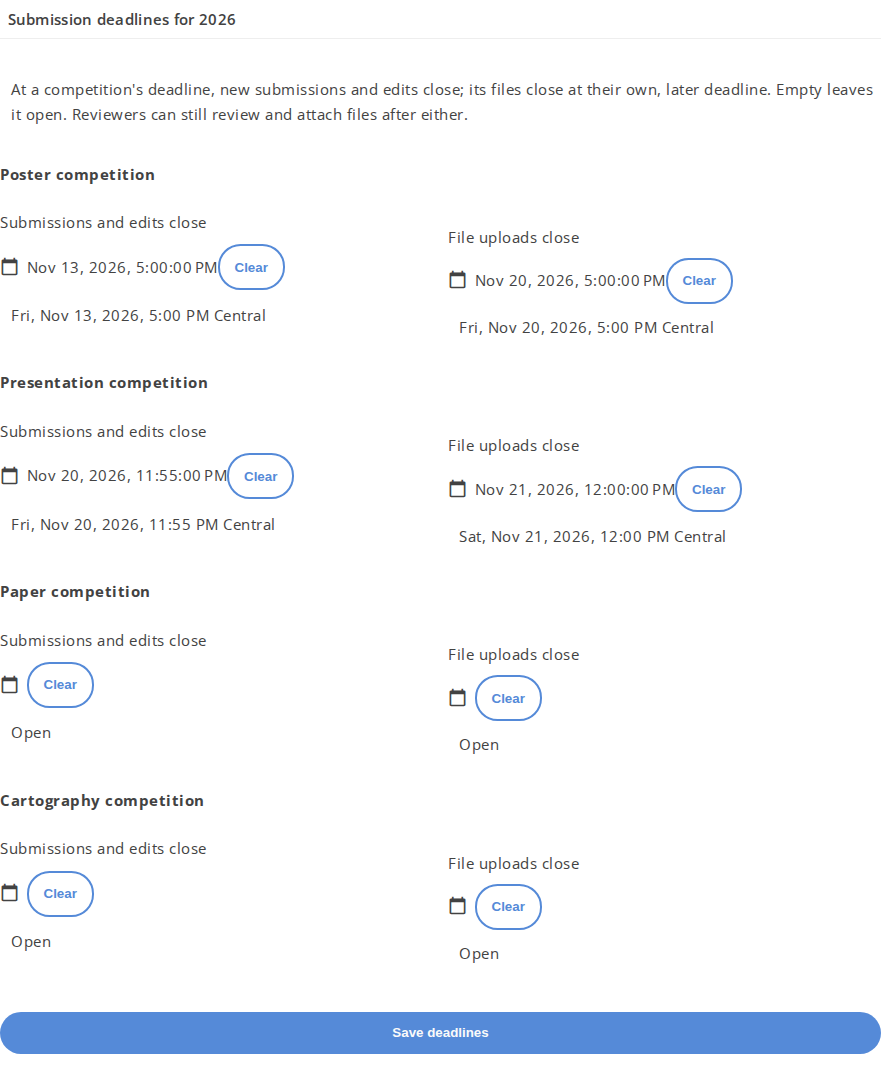 Submission deadlines for 2026
At a competition's deadline, new submissions and edits close; its files close at their own, later deadline. Empty leaves
it open. Reviewers can still review and attach files after either.
Poster competition
Submissions and edits close
Nov 13, 2026, 5:00:00 PM Clear
Fri, Nov 13, 2026, 5:00 PM Central
File uploads close
Nov 20, 2026, 5:00:00 PM Clear
Fri, Nov 20, 2026, 5:00 PM Central
Presentation competition
Submissions and edits close
Nov 20, 2026, 11:55:00 PM Clear
Fri, Nov 20, 2026, 11:55 PM Central
File uploads close
Nov 21, 2026, 12:00:00 PM Clear
Sat, Nov 21, 2026, 12:00 PM Central
Paper competition
Submissions and edits close
Clear
Open
File uploads close
Clear
Open
Cartography competition
Submissions and edits close
Clear
Open
File uploads close
Clear
Open
Save deadlines